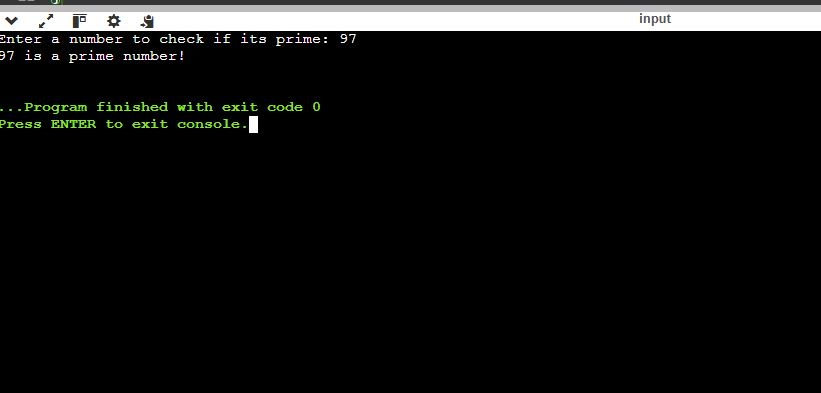 input
Enter a number to check if its prime: 97
97 is a prime number!
...Program finished with exit code 0
Press ENTER to exit console.